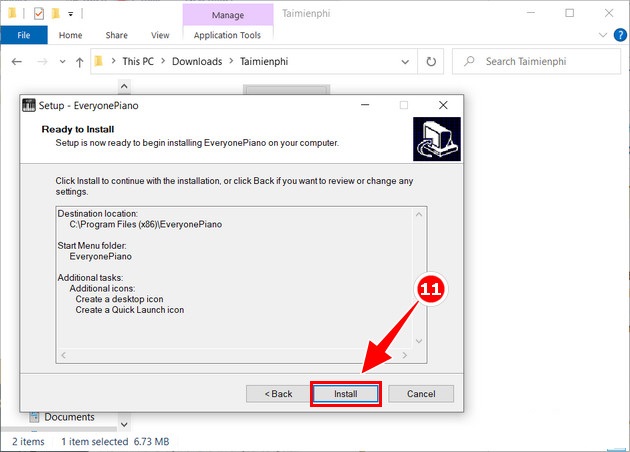 Manage
Taimienphi
File
Home
Share
View
Application Tools
This PC
Downloads
Taimienphi
Search Taimienphi
Setup - EveryonePiano
Ready to Install
Setup is now ready to begin installing EveryonePiano on your computer.
Click Install to continue with the installation, or click Back if you want to review or change any
settings.
Destination location:
C:\Program Files (x86)\EveryonePiano
Start Menu folder:
EveryonePiano
Additional tasks:
Additional icons:
Create a desktop icon
Create a Quick Launch icon
11
< Back
Install
Cancel
Documents
2 items
1 item selected 6.73 MB